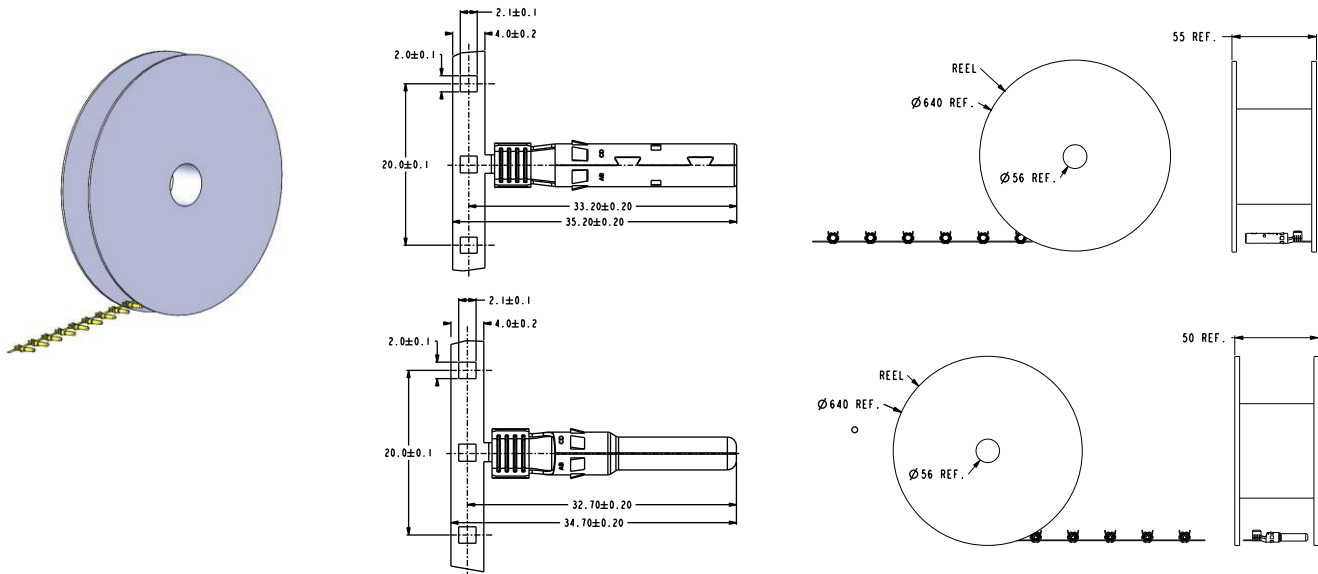 2.1±0.1
4.0±0.2
2.0±0.1
20.0±0.1
33.20±0.20
35.20±0.20
55 REF.
REEL
Ø640 REF.
Ø56 REF.
2.1±0.1
4.0±0.2
2.0±0.1
20.0±0.1
32.70±0.20
34.70±0.20
50 REF.
REEL
Ø640 REF.
Ø56 REF.